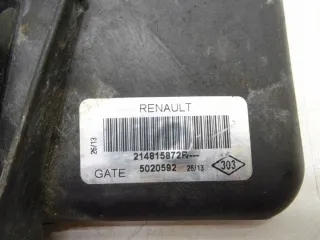 RENAULT
26/13
214815872R---
GATE 5020592 26/13 303